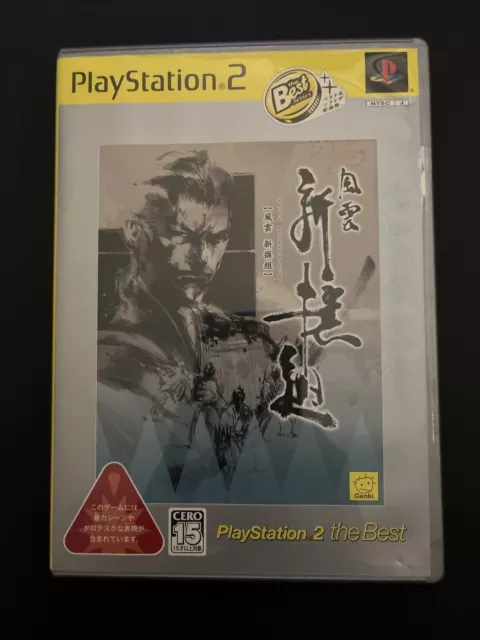 PlayStation®2
the Best series
NTSC J
風雲
新撰組
【風雲 新撰組】
Genki
このゲームには
暴力シーンや
グロテスクな表現が
含まれています。
CERO
15
15才以上対象
PlayStation 2 the Best